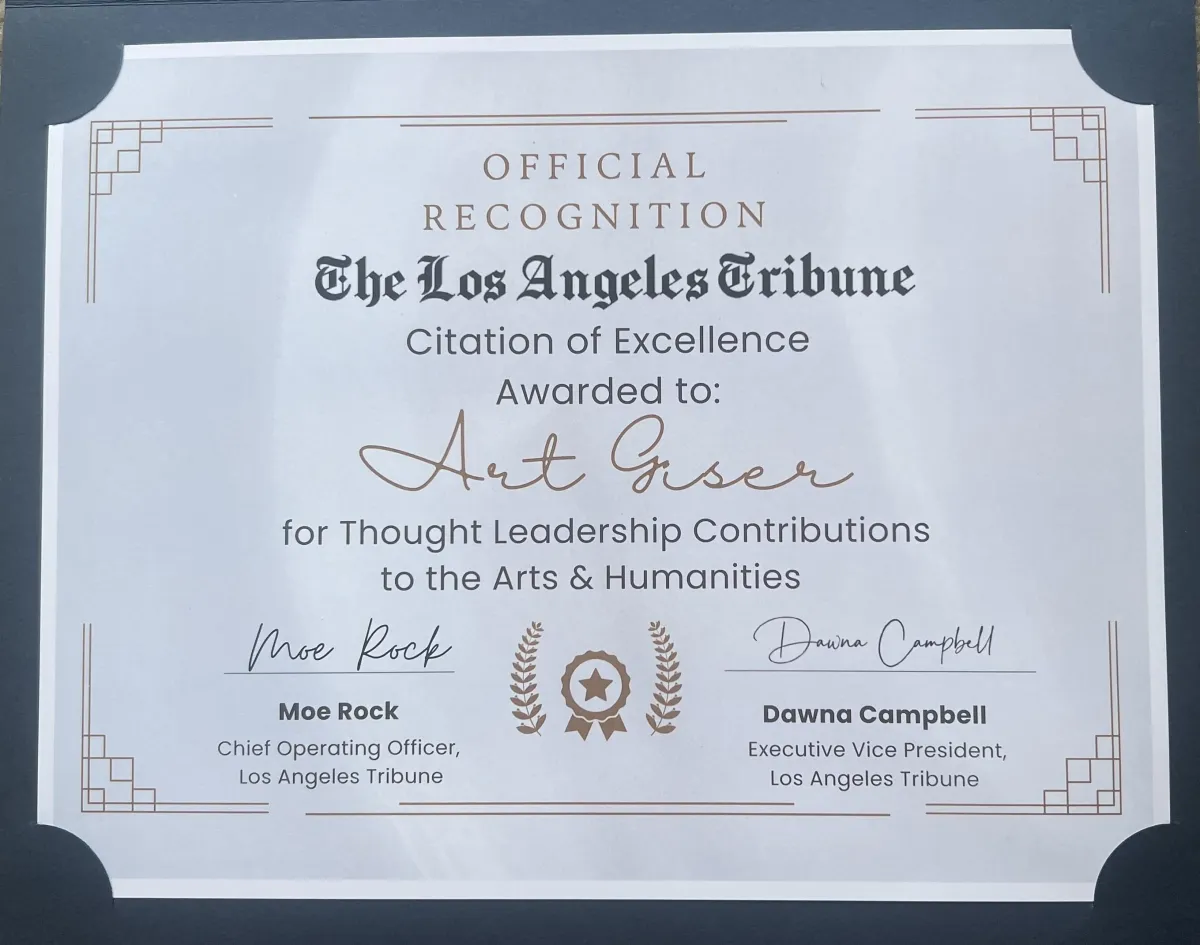 OFFICIAL
RECOGNITION
The Los Angeles Tribune
Citation of Excellence
Awarded to:
Art Giser
for Thought Leadership Contributions
to the Arts & Humanities
Moe Rock
Dawna Campbell
Moe Rock
Dawna Campbell
Chief Operating Officer,
Los Angeles Tribune
Executive Vice President,
Los Angeles Tribune